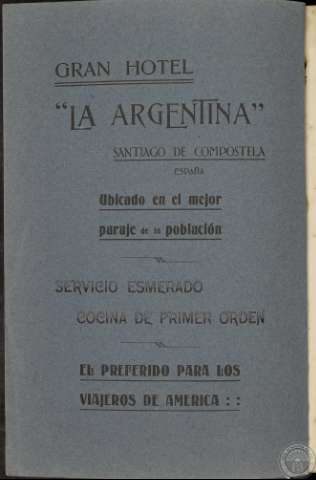 GRAN HOTEL
"LA ARGENTINA"
SANTIAGO DE COMPOSTELA
ESPAÑA
Ubicado en el mejor
paraje de la población
SERVICIO ESMERADO
COCINA DE PRIMER ORDEN
EL PREFERIDO PARA LOS
VIAJEROS DE AMERICA : :